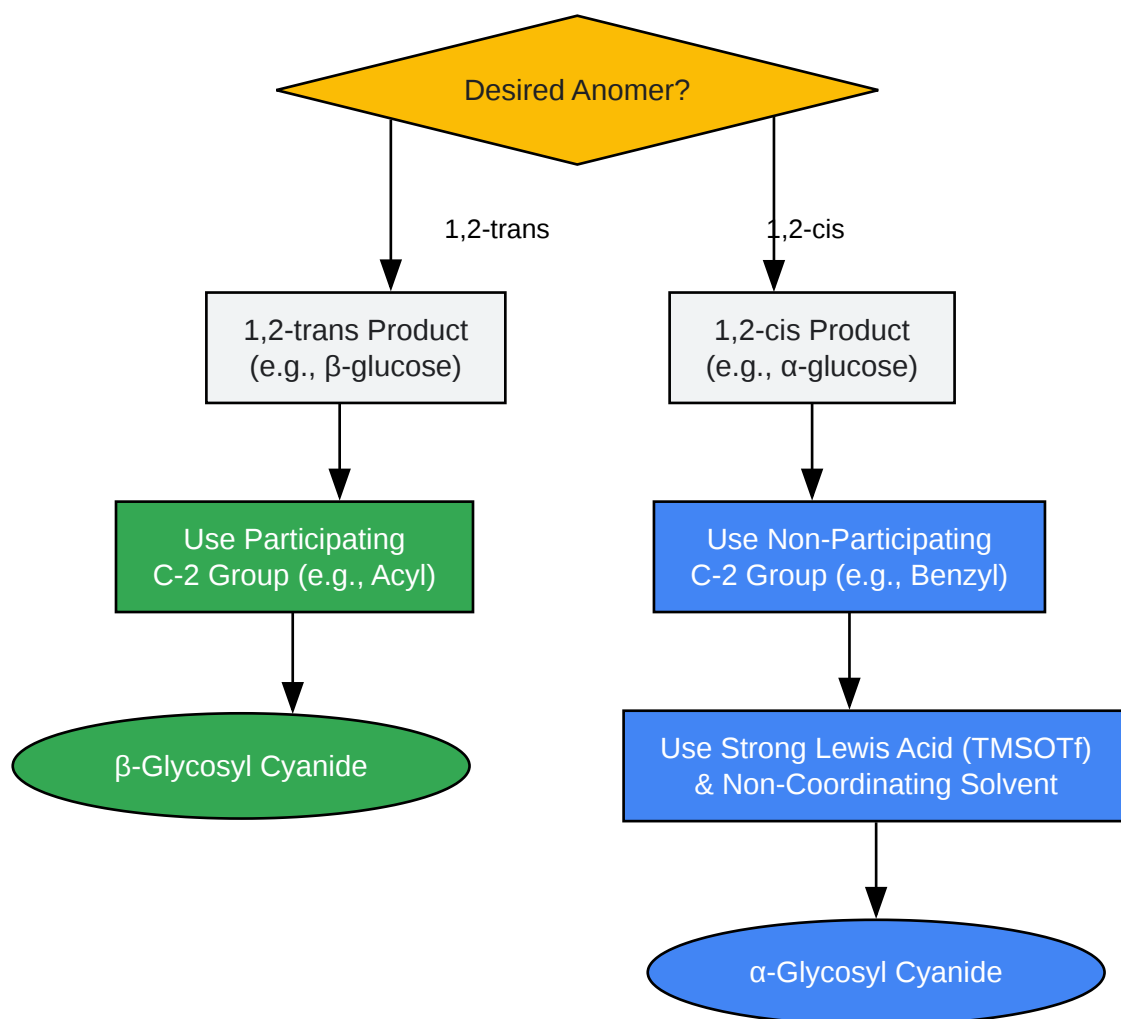 Desired Anomer?
1,2-trans
1,2-cis
1,2-trans Product
(e.g., β-glucose)
1,2-cis Product
(e.g., α-glucose)
Use Participating
C-2 Group (e.g., Acyl)
Use Non-Participating
C-2 Group (e.g., Benzyl)
β-Glycosyl Cyanide
Use Strong Lewis Acid (TMSOTf)
& Non-Coordinating Solvent
α-Glycosyl Cyanide